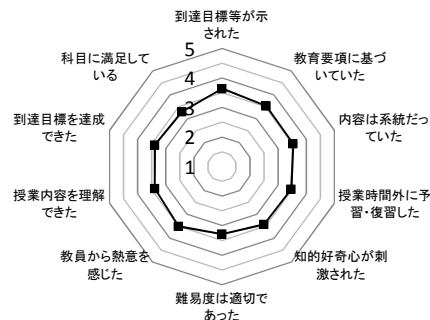 到達目標等が示
された
教育要項に基づ
いていた
内容は系統だっ
ていた
授業時間外に予
習・復習した
知的好奇心が刺
激された
難易度は適切で
あった
教員から熱意を
感じた
授業内容を理解
できた
到達目標を達成
できた
科目に満足して
いる
5
4
3
2
1